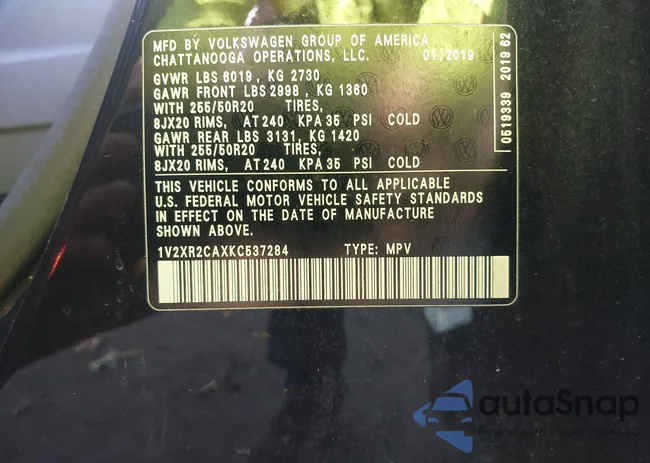 MFD BY VOLKSWAGEN GROUP OF AMERICA
CHATTANOOGA OPERATIONS, LLC. 01/2019
GVWR LBS 6019 , KG 2730
GAWR FRONT LBS 2998 , KG 1360
WITH 255/50R20 TIRES,
8JX20 RIMS, AT 240 KPA 35 PSI COLD
GAWR REAR LBS 3131, KG 1420
WITH 255/50R20 TIRES,
8JX20 RIMS, AT 240 KPA 35 PSI COLD
THIS VEHICLE CONFORMS TO ALL APPLICABLE
U.S. FEDERAL MOTOR VEHICLE SAFETY STANDARDS
IN EFFECT ON THE DATE OF MANUFACTURE
SHOWN ABOVE.
1V2XR2CAXKC537284 TYPE: MPV
0519339 2019 62
autoSnap